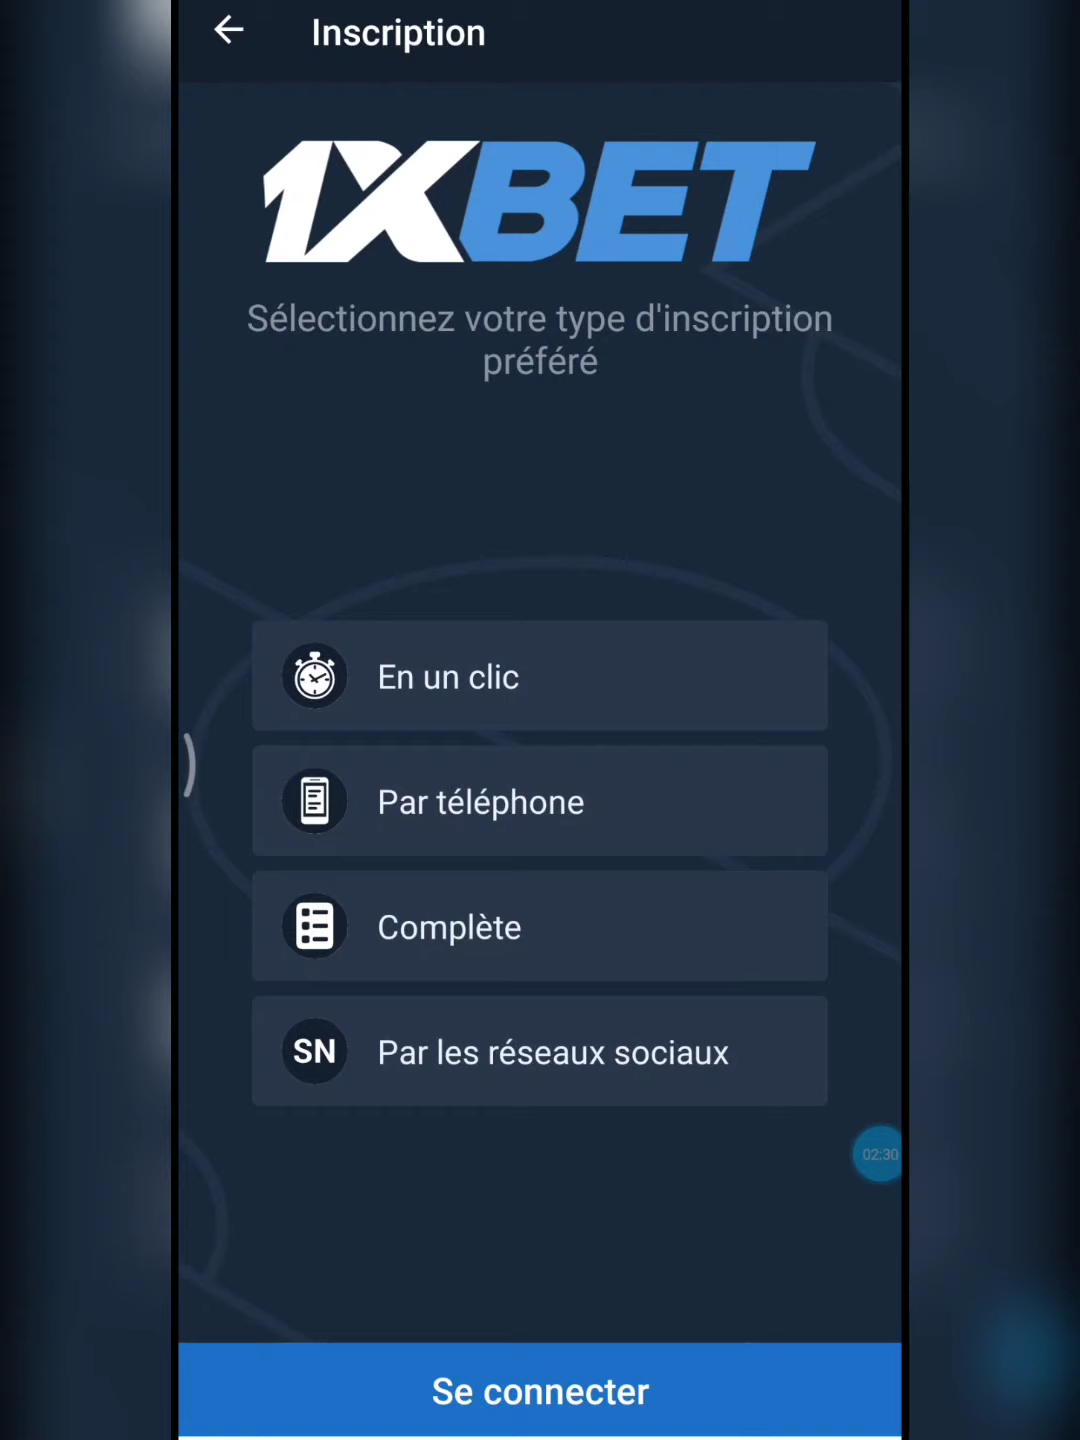 Inscription
1XBET
Sélectionnez votre type d'inscription
préféré
En un clic
Par téléphone
Complète
SN Par les réseaux sociaux
02:30
Se connecter